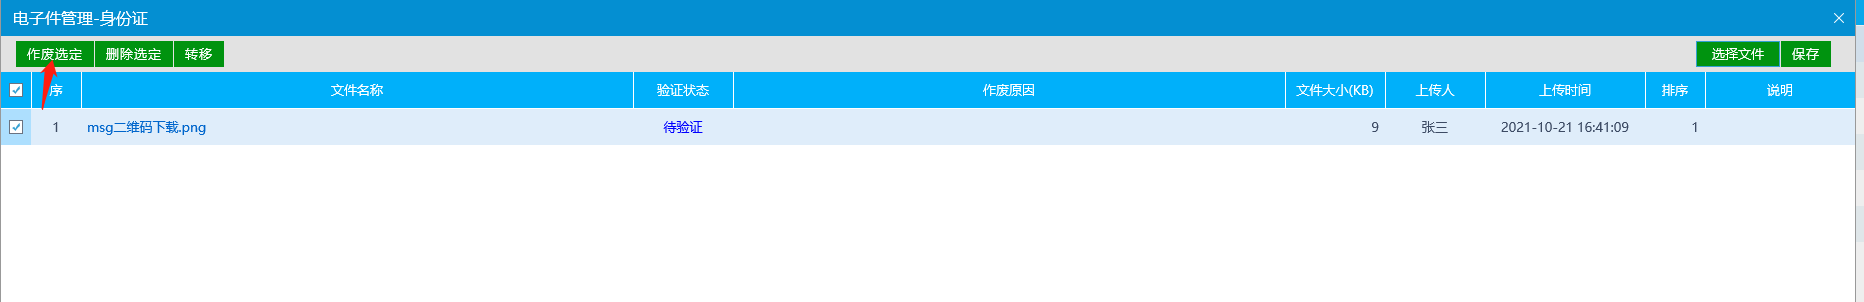 电子件管理-身份证
作废选定 删除选定 转移 选择文件 保存
序 文件名称 验证状态 作废原因 文件大小(KB) 上传人 上传时间 排序 说明
1 msg二维码下载.png 待验证 9 张三 2021-10-21 16:41:09 1